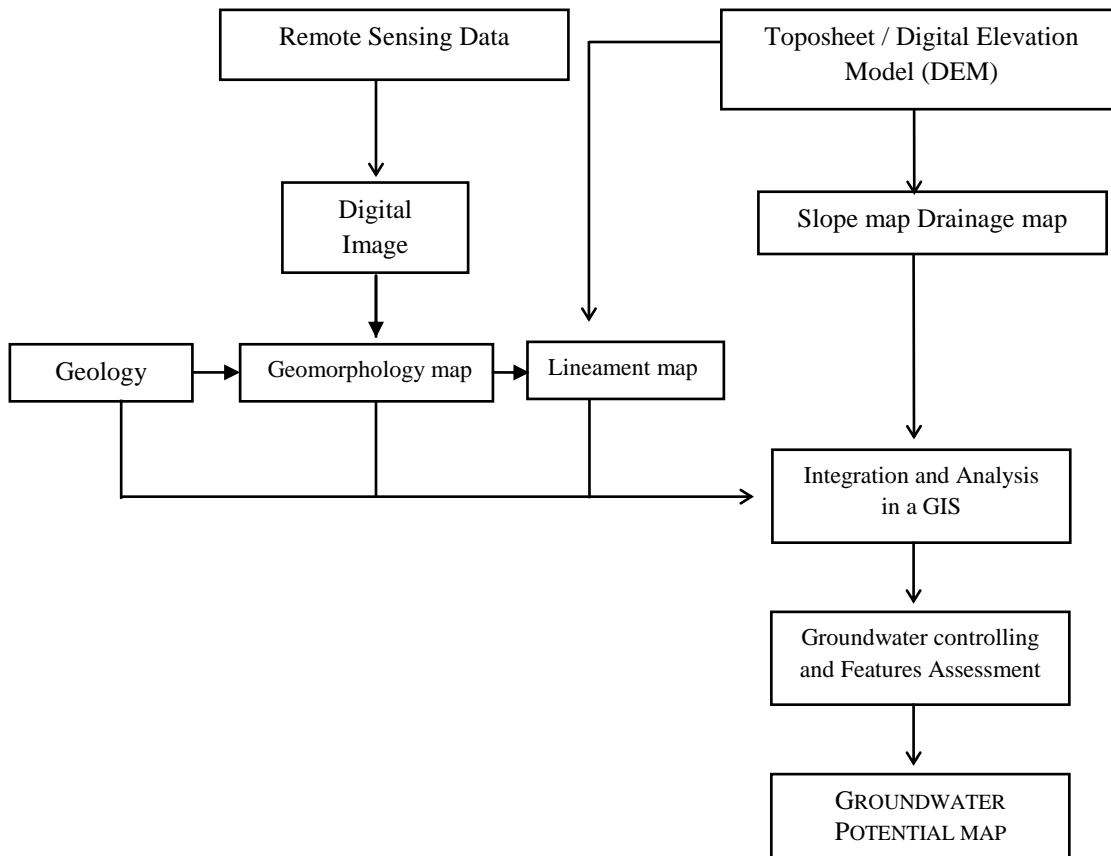 Remote Sensing Data
Toposheet / Digital Elevation
Model (DEM)
Digital
Image
Slope map Drainage map
Geology
Geomorphology map
Lineament map
Integration and Analysis
in a GIS
Groundwater controlling
and Features Assessment
GROUNDWATER
POTENTIAL MAP